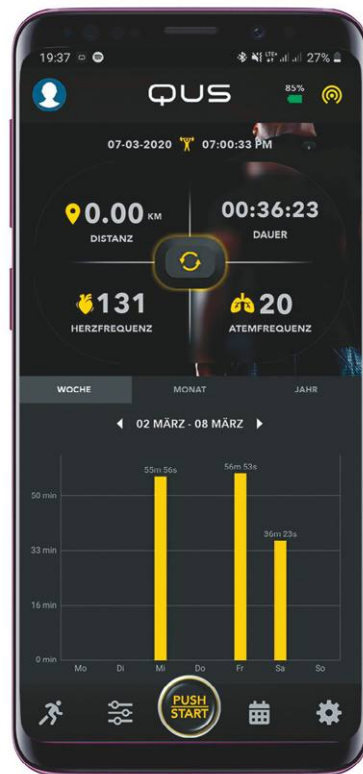 19:37 LTE+ 27%
QUS 85%
07-03-2020 07:00:33 PM
0.00 KM 00:36:23
DISTANZ DAUER
131 20
HERZFREQUENZ ATEMFREQUENZ
WOCHE MONAT JAHR
02 MÄRZ - 08 MÄRZ
55m 56s 56m 53s
50 min
36m 23s
33 min
16 min
0 min
Mo Di Mi Do Fr Sa So
PUSH
START